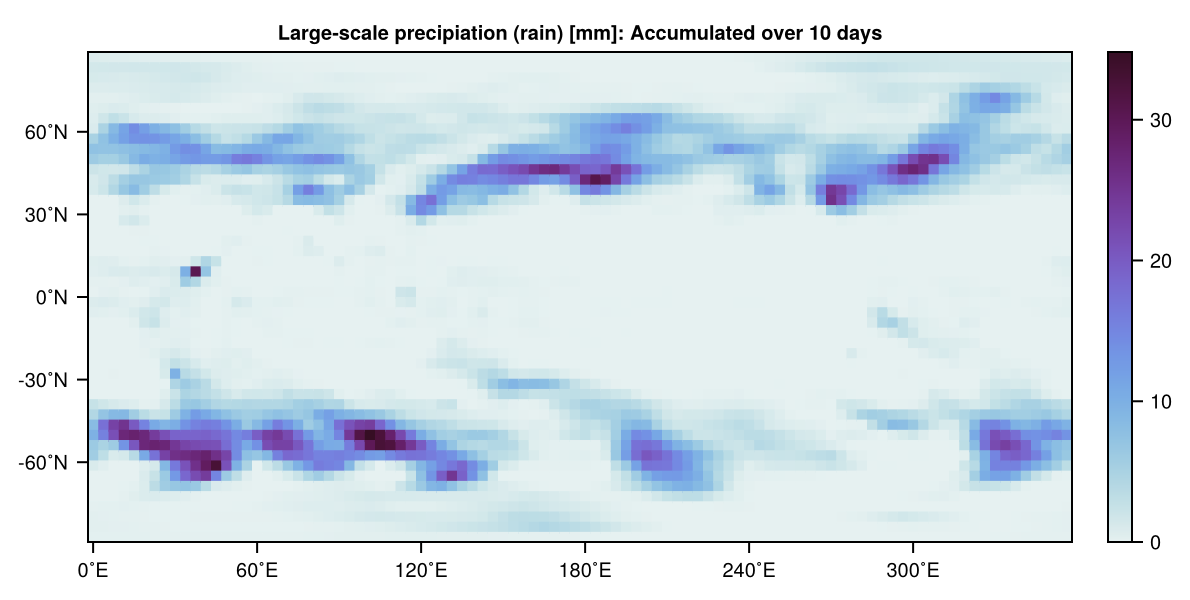 Large-scale precipiation (rain) [mm]: Accumulated over 10 days
60˚N
30˚N
0˚N
-30˚N
-60˚N
0˚E
60˚E
120˚E
180˚E
240˚E
300˚E
30
20
10
0